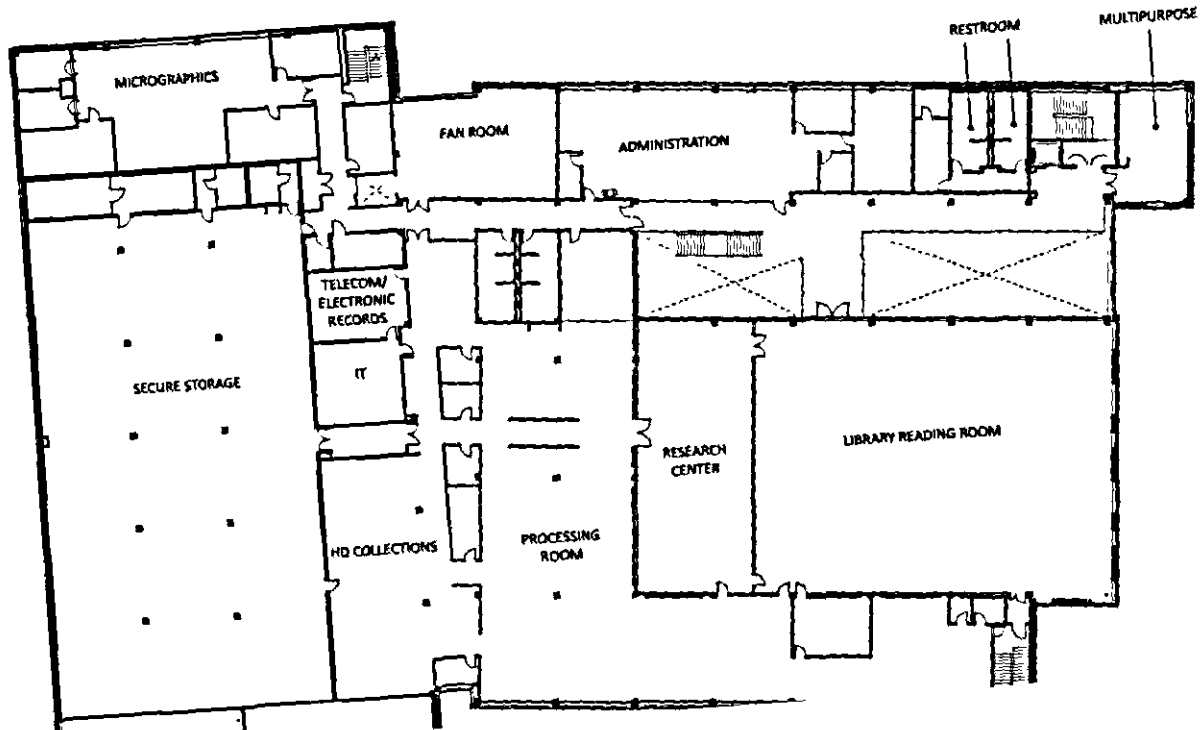 MULTIPURPOSE
RESTROOM
MICROGRAPHICS
FAN ROOM
ADMINISTRATION
TELECOM/
ELECTRONIC
RECORDS
IT
SECURE STORAGE
LIBRARY READING ROOM
RESEARCH
CENTER
HD COLLECTIONS
PROCESSING
ROOM